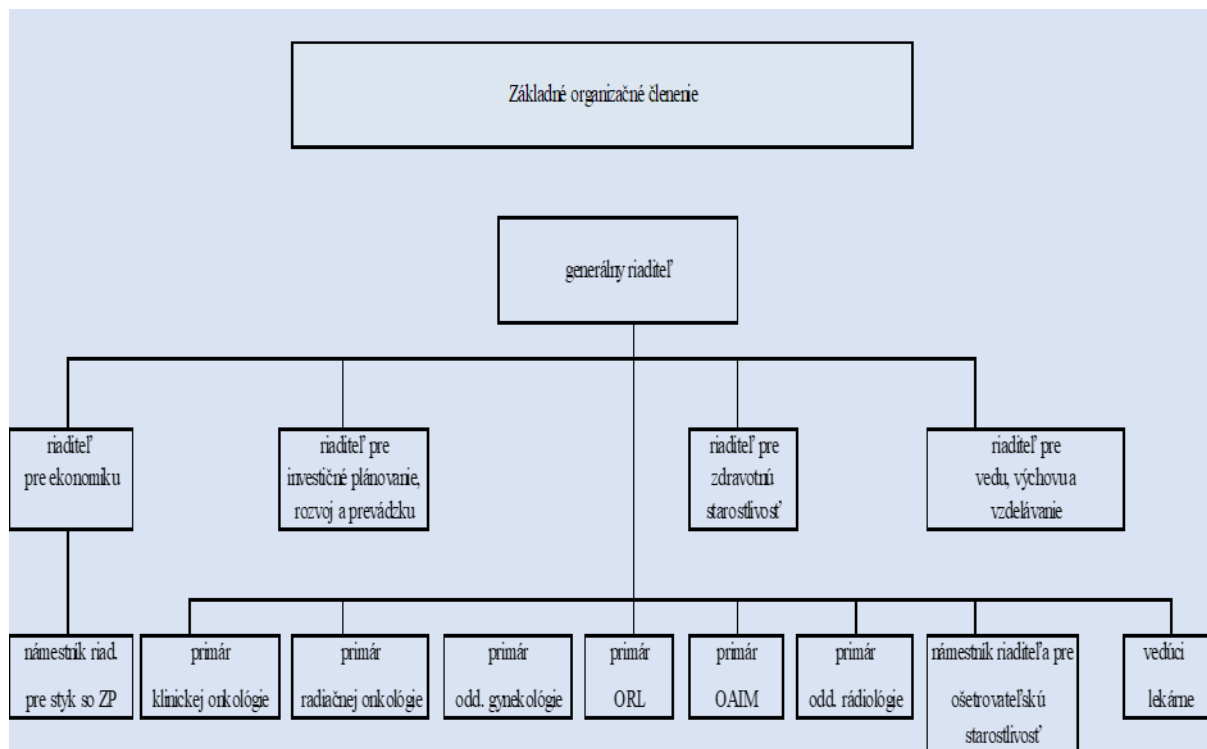 Základné organizačné členenie
generálny riaditeľ
riaditeľ
pre ekonomiku
riaditeľ pre
investičné plánovanie,
rozvoj a prevádzku
riaditeľ pre
zdravotnú
starostlivosť
riaditeľ pre
vedu, výchovu a
vzdelávanie
námestník riad.
pre styk so ZP
primár
klinickej onkológie
primár
radiačnej onkológie
primár
odd. gynekológie
primár
ORL
primár
OAIM
primár
odd. rádiológie
námestník riaditeľa pre
ošetrovateľskú
starostlivosť
vedúci
lekárne